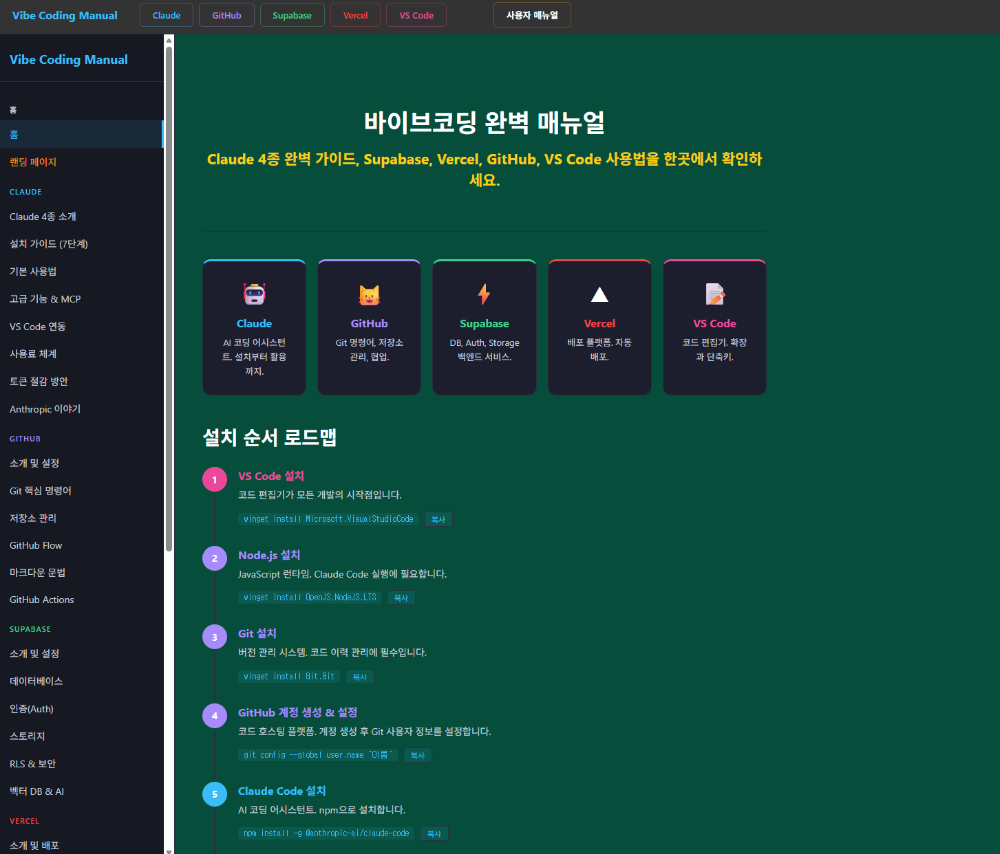 Vibe Coding Manual
Claude
GitHub
Supabase
Vercel
VS Code
사용자 매뉴얼
Vibe Coding Manual
홈
홈
랜딩 페이지
CLAUDE
Claude 4종 소개
설치 가이드 (7단계)
기본 사용법
고급 기능 & MCP
VS Code 연동
사용료 체계
토큰 절감 방안
Anthropic 이야기
GITHUB
소개 및 설정
Git 핵심 명령어
저장소 관리
GitHub Flow
마크다운 문법
GitHub Actions
SUPABASE
소개 및 설정
데이터베이스
인증(Auth)
스토리지
RLS & 보안
벡터 DB & AI
VERCEL
소개 및 배포
바이브코딩 완벽 매뉴얼
Claude 4종 완벽 가이드, Supabase, Vercel, GitHub, VS Code 사용법을 한곳에서 확인하
세요.
Claude
AI 코딩 어시스턴
트. 설치부터 활용
까지.
GitHub
Git 명령어, 저장소
관리, 협업.
Supabase
DB, Auth, Storage
백엔드 서비스.
Vercel
배포 플랫폼. 자동
배포.
VS Code
코드 편집기. 확장
과 단축키.
설치 순서 로드맵
1
VS Code 설치
코드 편집기가 모든 개발의 시작점입니다.
winget install Microsoft.VisualStudioCode
복사
2
Node.js 설치
JavaScript 런타임. Claude Code 실행에 필요합니다.
winget install OpenJS.NodeJS.LTS
복사
3
Git 설치
버전 관리 시스템. 코드 이력 관리에 필수입니다.
winget install Git.Git
복사
4
GitHub 계정 생성 & 설정
코드 호스팅 플랫폼. 계정 생성 후 Git 사용자 정보를 설정합니다.
git config --global user.name "이름"
복사
5
Claude Code 설치
AI 코딩 어시스턴트. npm으로 설치합니다.
npm install -g @anthropic-ai/claude-code
복사